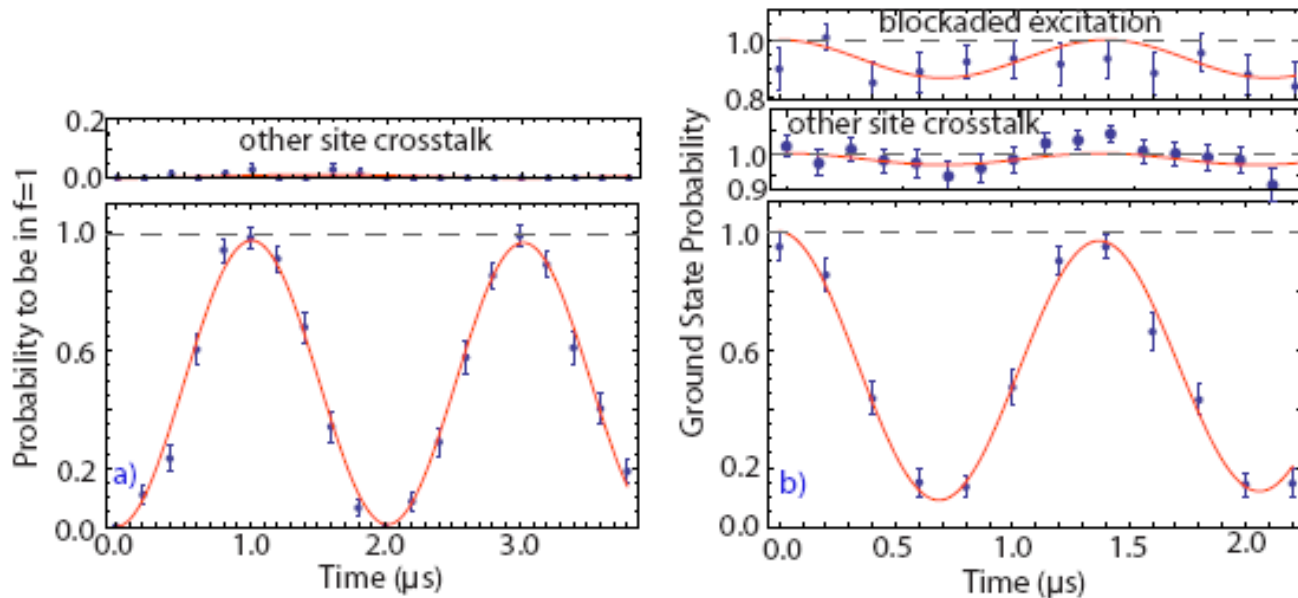 other site crosstalk
0.2
0.0
Probability to be in f=1
1.0
0.6
0.2
0.0
a)
0.0 1.0 2.0 3.0
Time (µs)
blockaded excitation
1.0
0.8
other site crosstalk
1.0
0.9
Ground State Probability
1.0
0.6
0.2
0.0
b)
0.0 0.5 1.0 1.5 2.0
Time (µs)